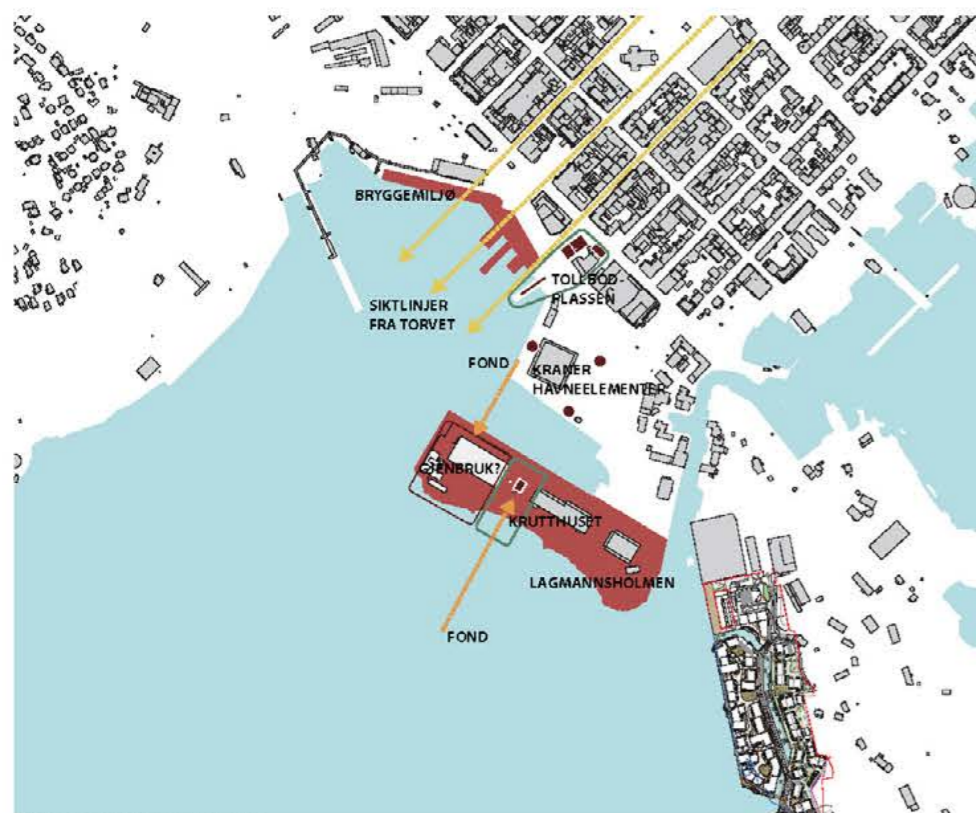 BRYGGEMILJØ
SIKTLINJER
FRA TORVET
TOLLBOD-
PLASSEN
FOND
KRANER
HAVNEELEMENTER
GJENBRUK?
KRUTTHUSET
LAGMANNSHOLMEN
FOND